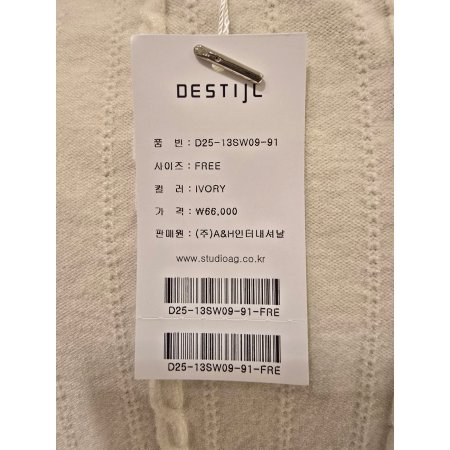 DESTIJL
품 번 : D25-13SW09-91
사이즈 : FREE
컬 러 : IVORY
가 격 : ₩66,000
판매원 : (주)A&H인터내셔날
www.studioag.co.kr
D25-13SW09-91-FRE
D25-13SW09-91-FRE